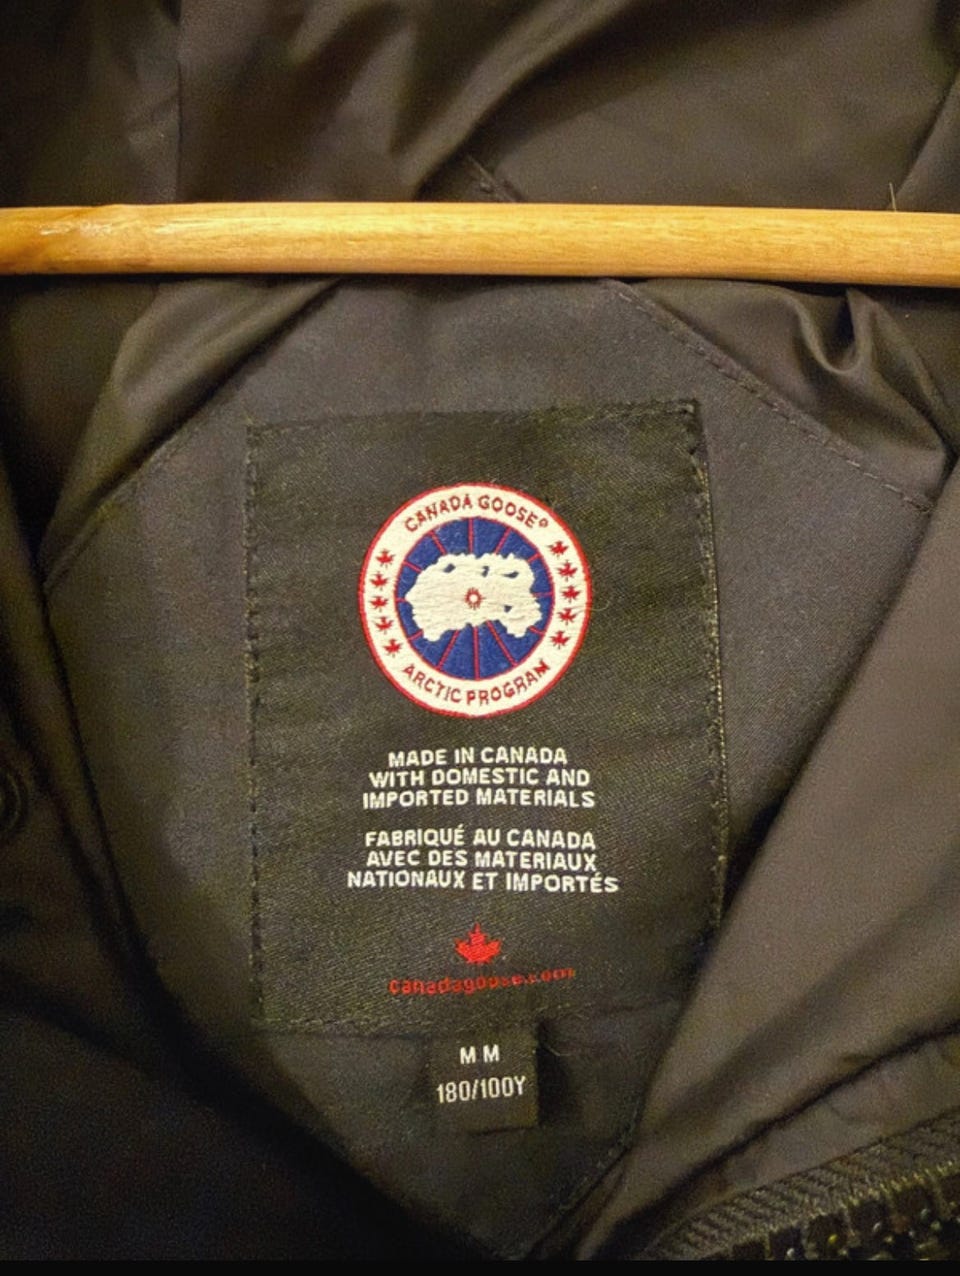 CANADA GOOSE®
ARCTIC PROGRAM
MADE IN CANADA
WITH DOMESTIC AND
IMPORTED MATERIALS
FABRIQUÉ AU CANADA
AVEC DES MATERIAUX
NATIONAUX ET IMPORTÉS
canadagoose.com
M M
180/100Y